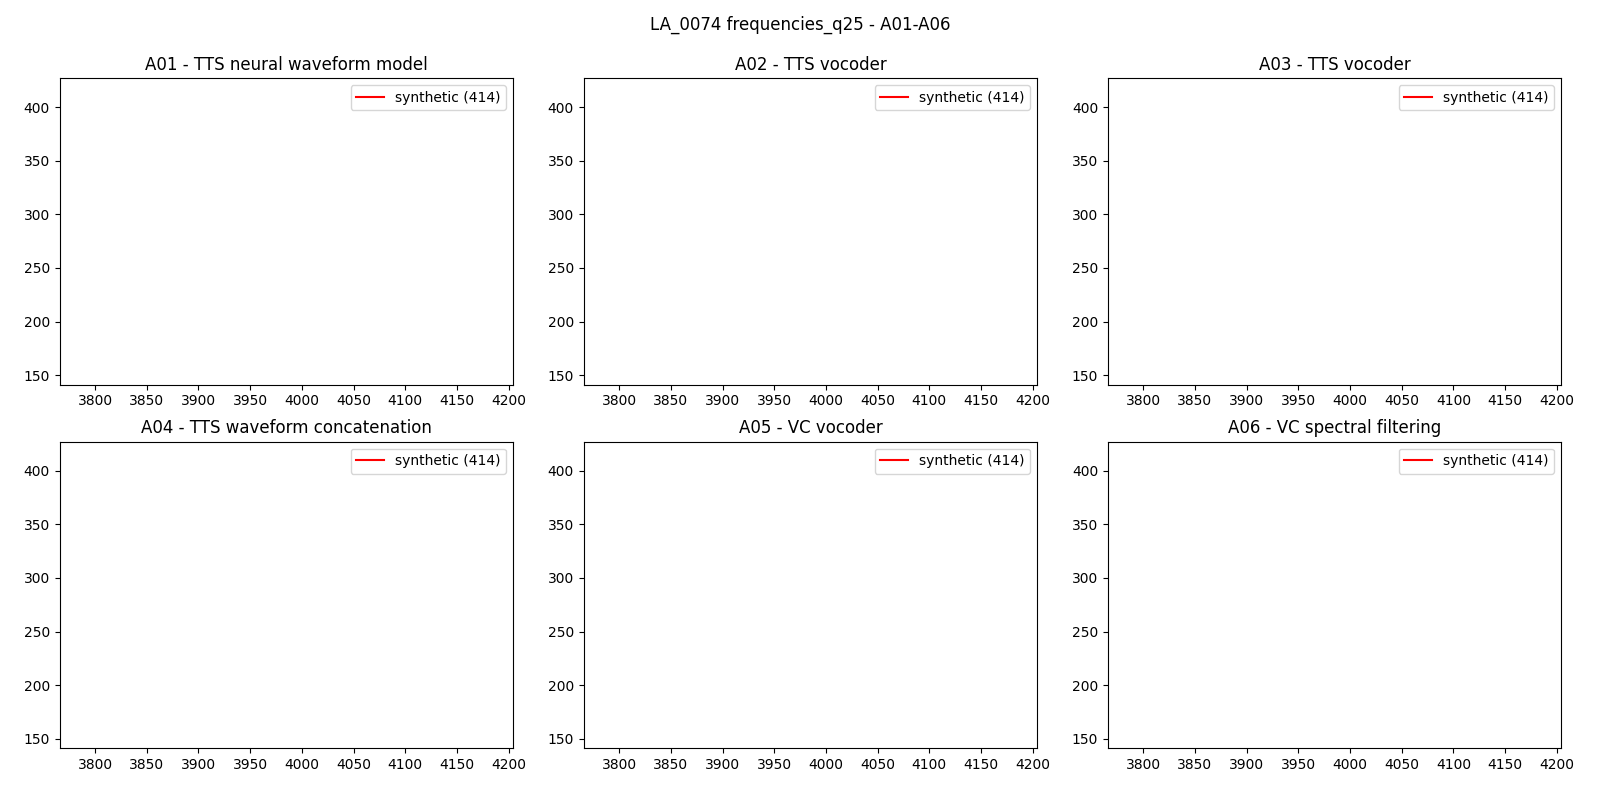 LA_0074 frequencies_q25 - A01-A06
A01 - TTS neural waveform model
A02 - TTS vocoder
A03 - TTS vocoder
synthetic (414)
synthetic (414)
synthetic (414)
400
350
300
250
200
150
3800 3850 3900 3950 4000 4050 4100 4150 4200
400
350
300
250
200
150
3800 3850 3900 3950 4000 4050 4100 4150 4200
400
350
300
250
200
150
3800 3850 3900 3950 4000 4050 4100 4150 4200
A04 - TTS waveform concatenation
A05 - VC vocoder
A06 - VC spectral filtering
synthetic (414)
synthetic (414)
synthetic (414)
400
350
300
250
200
150
3800 3850 3900 3950 4000 4050 4100 4150 4200
400
350
300
250
200
150
3800 3850 3900 3950 4000 4050 4100 4150 4200
400
350
300
250
200
150
3800 3850 3900 3950 4000 4050 4100 4150 4200